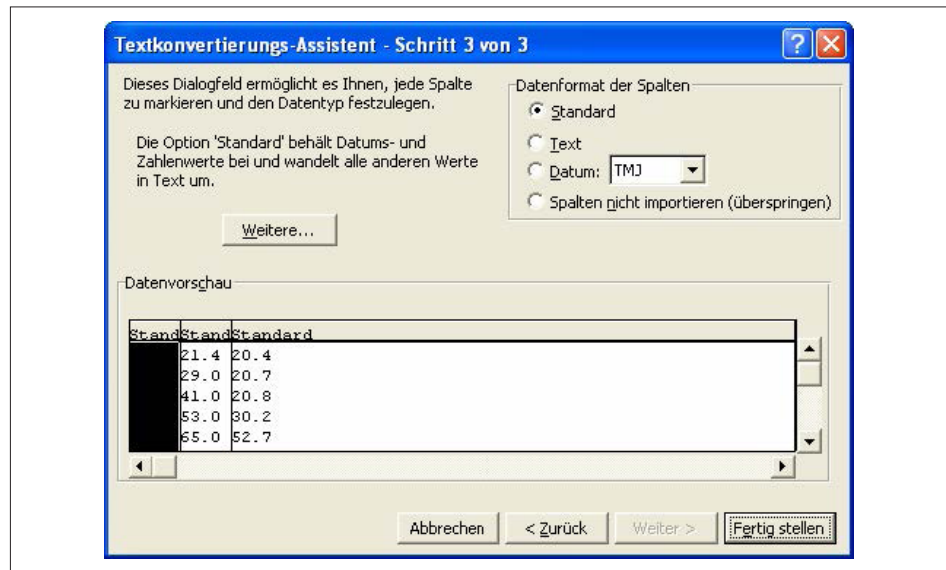 Textkonvertierungs-Assistent - Schritt 3 von 3
Dieses Dialogfeld ermöglicht es Ihnen, jede Spalte
zu markieren und den Datentyp festzulegen.
Die Option 'Standard' behält Datums- und
Zahlenwerte bei und wandelt alle anderen Werte
in Text um.
Weitere...
Datenformat der Spalten
Standard
Text
Datum: TMJ
Spalten nicht importieren (überspringen)
Datenvorschau
StandStandStandard
21.4 20.4
29.0 20.7
41.0 20.8
53.0 30.2
65.0 52.7
Abbrechen < Zurück Weiter > Fertig stellen